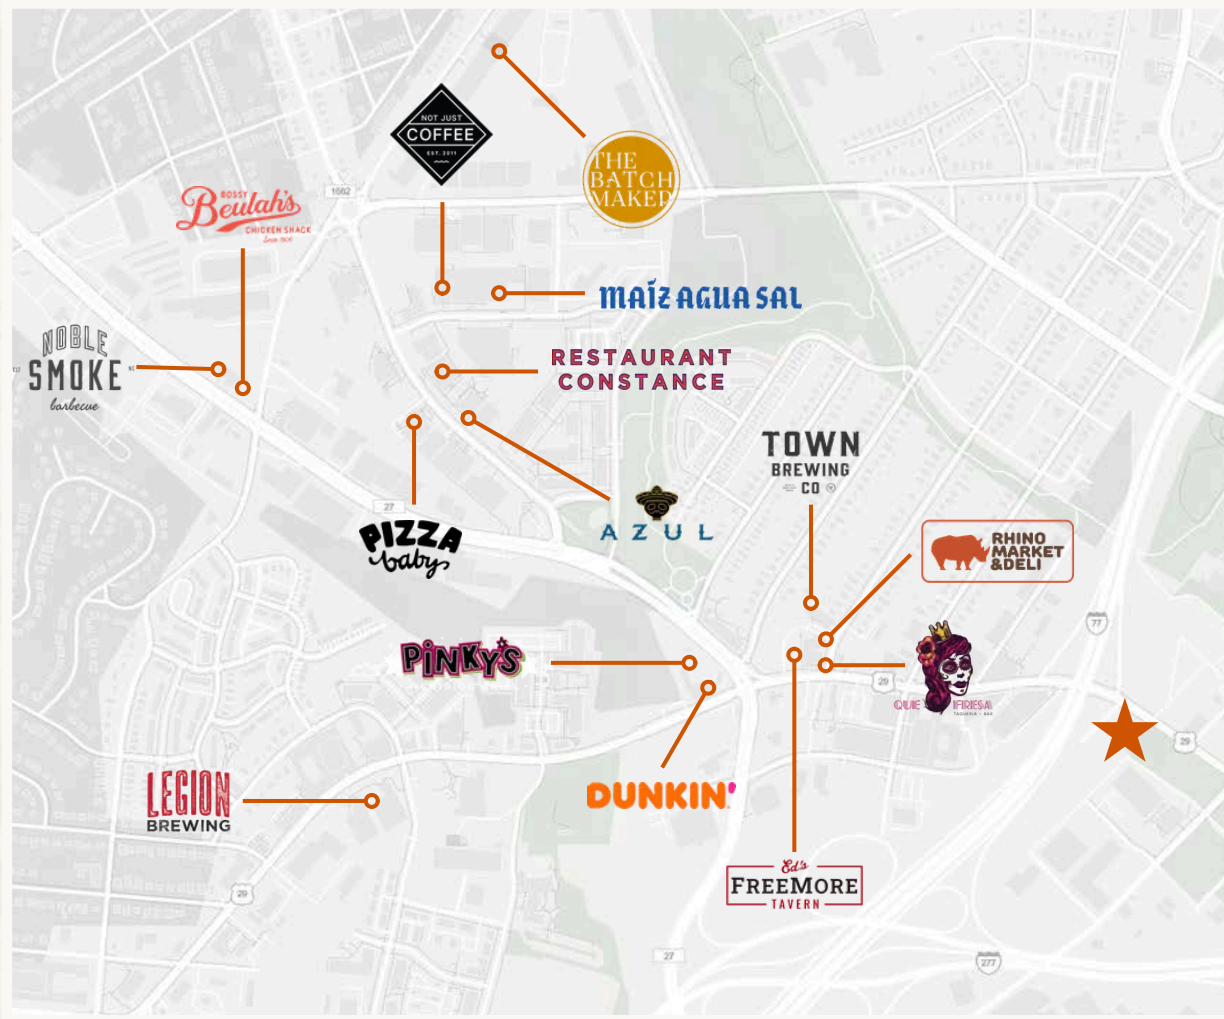 NOT JUST
COFFEE
EST. 2011
THE
BATCH
MAKER
1662
BOSSY
Beulah's
CHICKEN SHACK
MAÍZ AGUA SAL
NOBLE
SMOKE
barbecue
RESTAURANT
CONSTANCE
TOWN
BREWING
CO
27
AZUL
PIZZA
baby
RHINO
MARKET
&DELI
77
PINKY'S
29
QUE FRESA
TAQUERIA • BAR
29
LEGION
BREWING
DUNKIN'
29
Ed's
FREEMORE
TAVERN
27
277